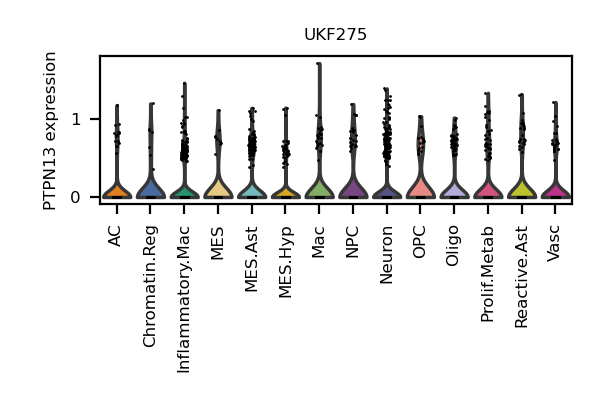 UKF275
PTPN13 expression
1
0
AC
Chromatin.Reg
Inflammatory.Mac
MES
MES.Ast
MES.Hyp
Mac
NPC
Neuron
OPC
Oligo
Prolif.Metab
Reactive.Ast
Vasc